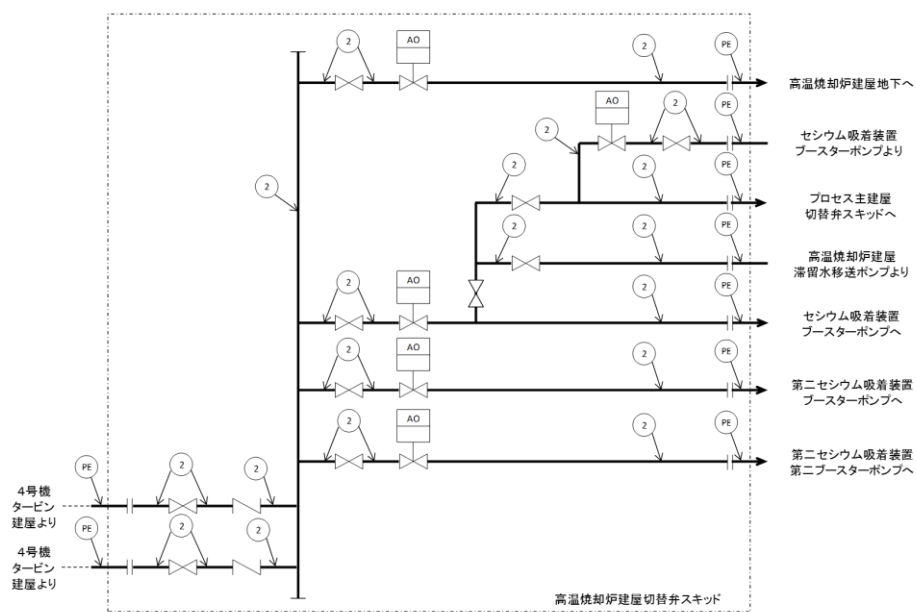 2
AO
2
PE
高温焼却炉建屋地下へ
AO
2
PE
セシウム吸着装置
ブースターポンプより
2
2
2
PE
プロセス主建屋
切替弁スキッドへ
2
2
2
PE
高温焼却炉建屋
滞留水移送ポンプより
2
AO
2
PE
セシウム吸着装置
ブースターポンプへ
2
AO
2
PE
第二セシウム吸着装置
ブースターポンプへ
2
AO
2
PE
第二セシウム吸着装置
第二ブースターポンプへ
PE
2
2
4号機
タービン
建屋より
PE
2
2
4号機
タービン
建屋より
高温焼却炉建屋切替弁スキッド